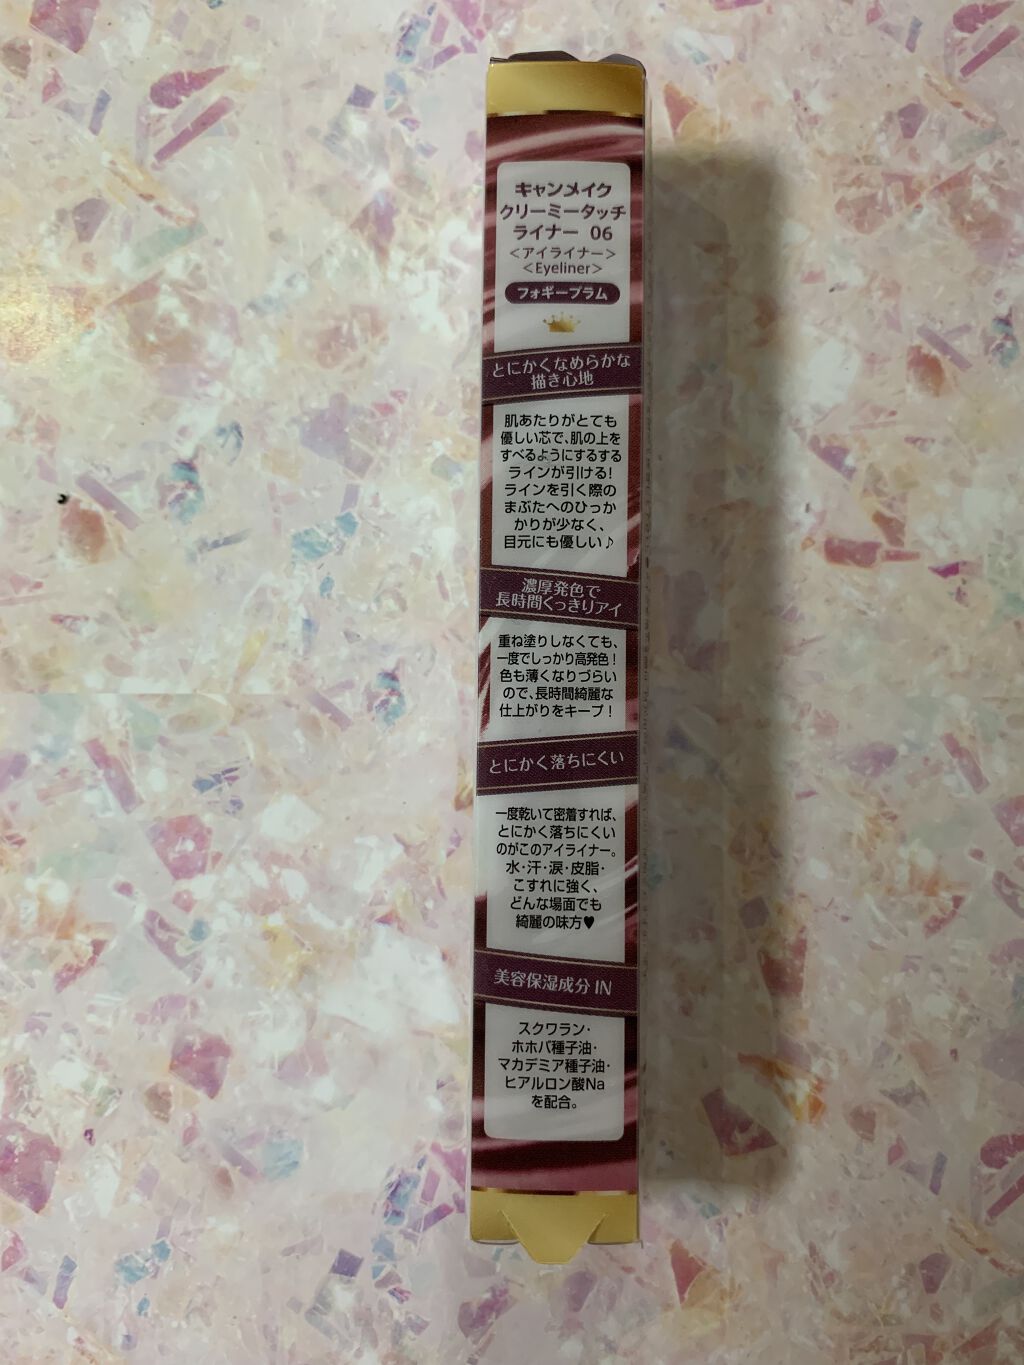 キャンメイク
クリーミータッチ
ライナー 06
＜アイライナー＞
＜Eyeliner＞
フォギープラム
とにかくなめらかな
描き心地
肌あたりがとても
優しい芯で、肌の上を
すべるようにするする
ラインが引ける！
ラインを引く際の
まぶたへのひっか
かりが少なく、
目元にも優しい♪
濃厚発色で
長時間くっきりアイ
重ね塗りしなくても、
一度でしっかり高発色！
色も薄くなりづらい
ので、長時間綺麗な
仕上がりをキープ！
とにかく落ちにくい
一度乾いて密着すれば、
とにかく落ちにくい
のがこのアイライナー。
水・汗・涙・皮脂・
こすれに強く、
どんな場面でも
綺麗の味方♥
美容保湿成分 IN
スクワラン・
ホホバ種子油・
マカデミア種子油・
ヒアルロン酸Na
を配合。